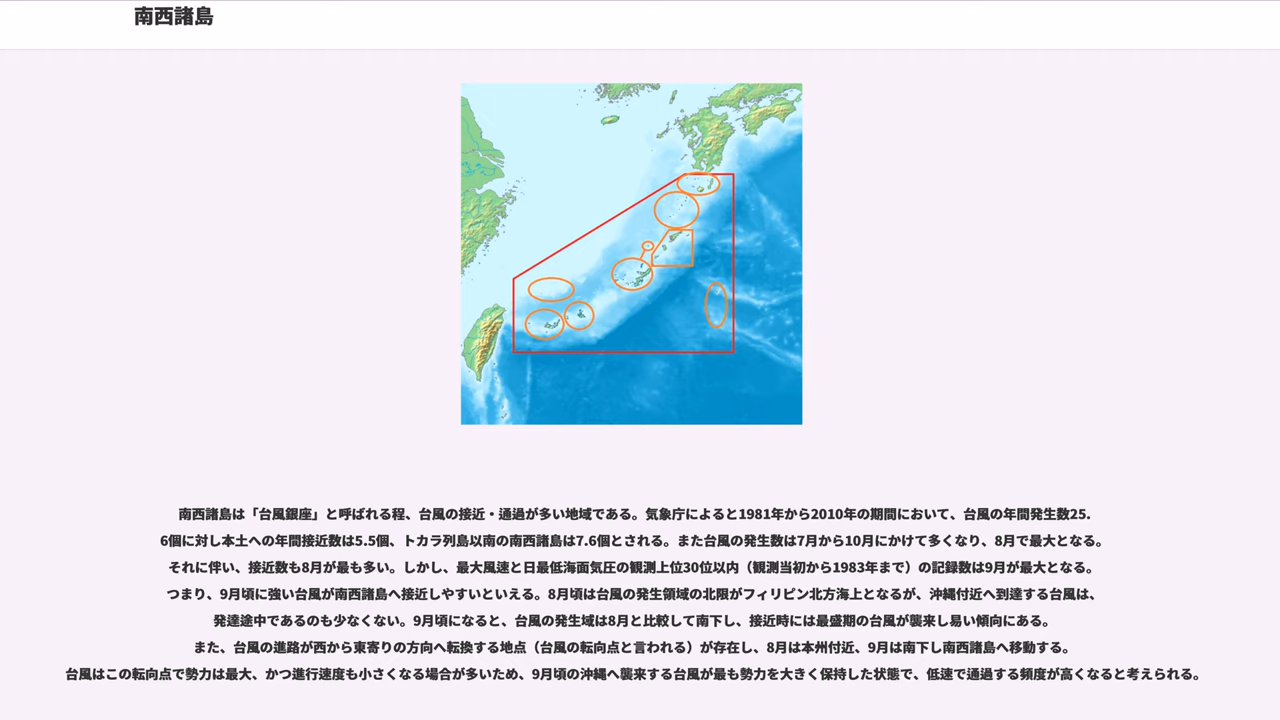 南西諸島
南西諸島は「台風銀座」と呼ばれる程、台風の接近・通過が多い地域である。気象庁によると1981年から2010年の期間において、台風の年間発生数25.
6個に対し本土への年間接近数は5.5個、トカラ列島以南の南西諸島は7.6個とされる。また台風の発生数は7月から10月にかけて多くなり、8月で最大となる。
それに伴い、接近数も8月が最も多い。しかし、最大風速と日最低海面気圧の観測上位30位以内（観測当初から1983年まで）の記録数は9月が最大となる。
つまり、9月頃に強い台風が南西諸島へ接近しやすいといえる。8月頃は台風の発生領域の北限がフィリピン北方海上となるが、沖縄付近へ到達する台風は、
発達途中であるのも少なくない。9月頃になると、台風の発生域は8月と比較して南下し、接近時には最盛期の台風が襲来し易い傾向にある。
また、台風の進路が西から東寄りの方向へ転換する地点（台風の転向点と言われる）が存在し、8月は本州付近、9月は南下し南西諸島へ移動する。
台風はこの転向点で勢力は最大、かつ進行速度も小さくなる場合が多いため、9月頃の沖縄へ襲来する台風が最も勢力を大きく保持した状態で、低速で通過する頻度が高くなると考えられる。